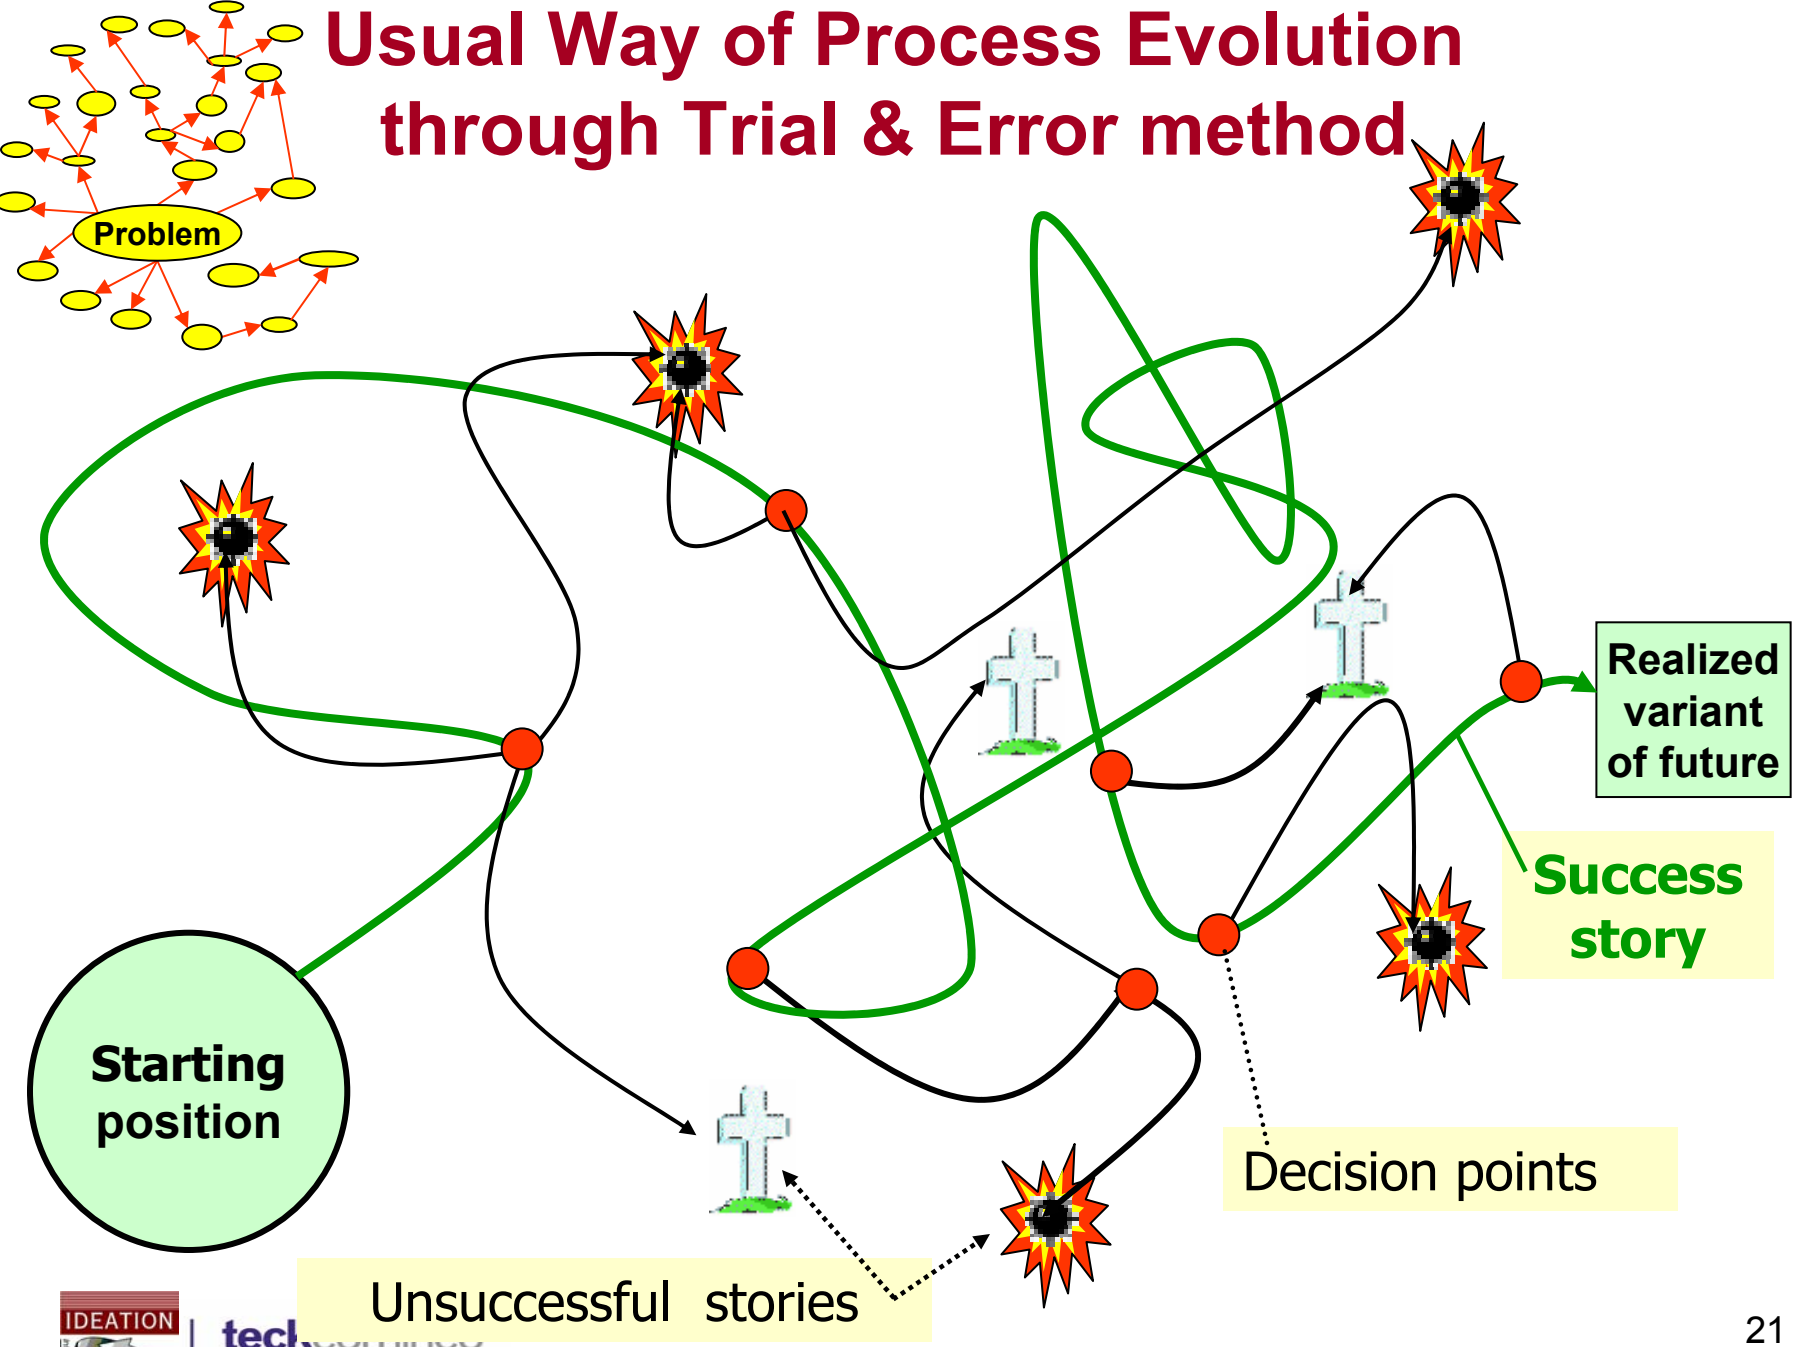 Usual Way of Process Evolution
through Trial & Error method
Problem
Realized
variant
of future
Success
story
Starting
position
Decision points
Unsuccessful stories
IDEATION
21